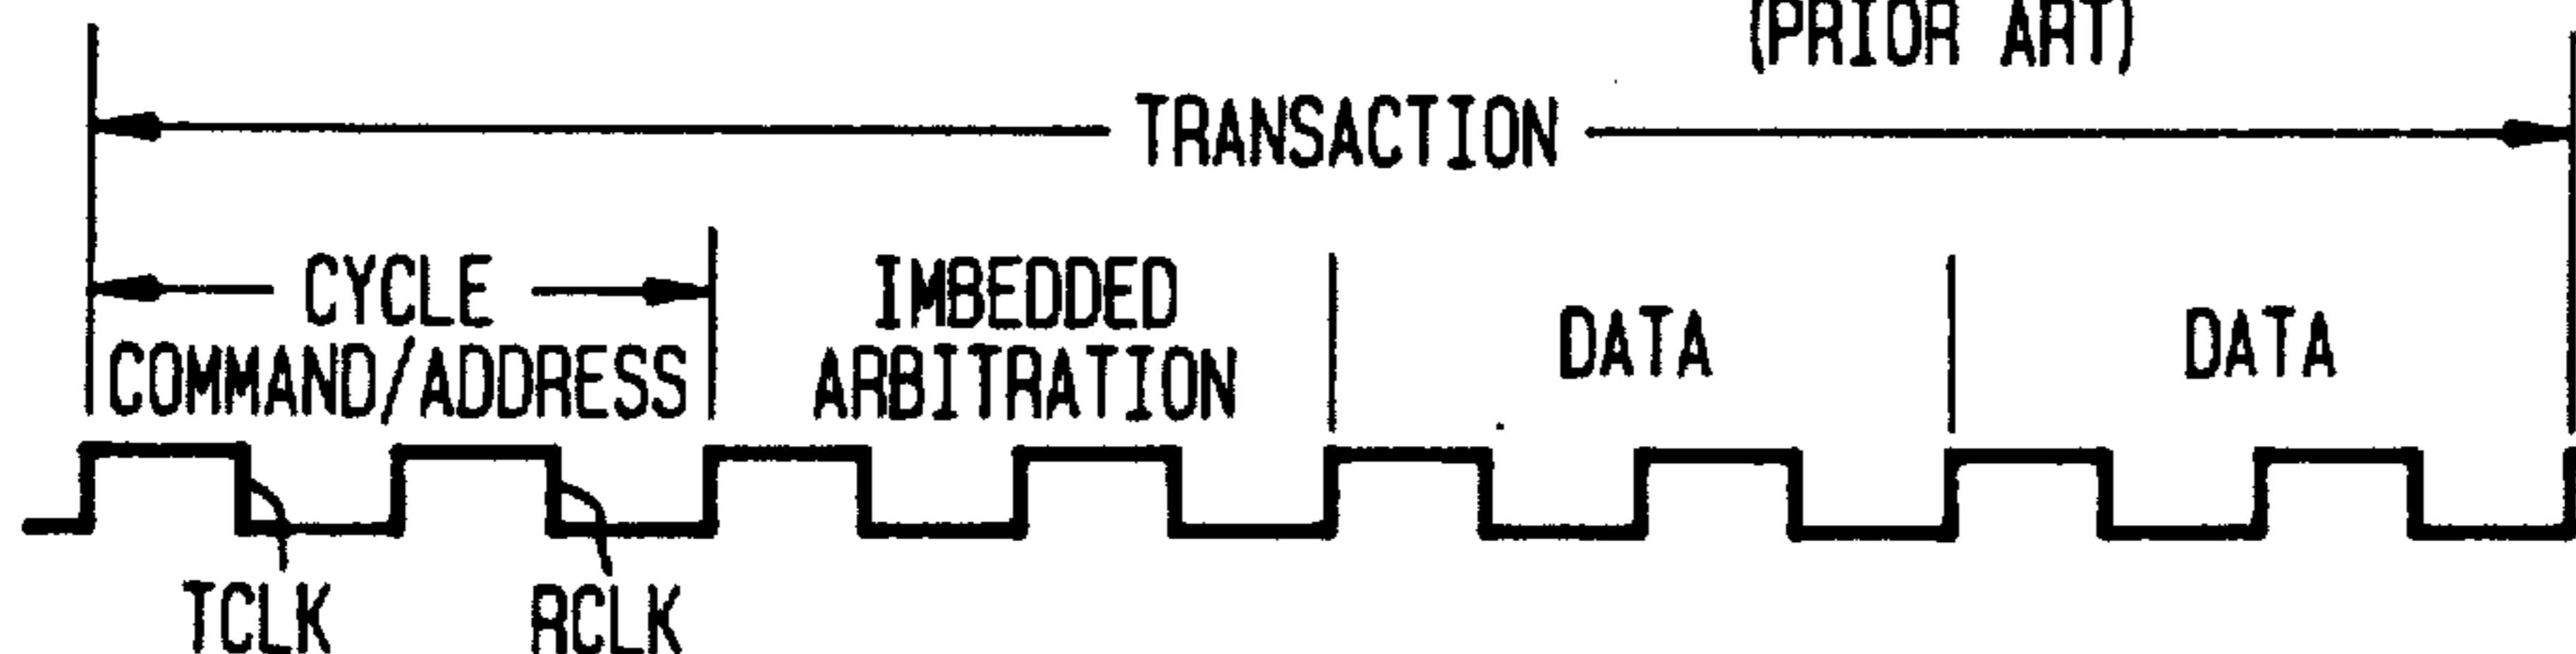 (PRIOR ART)
TRANSACTION
CYCLE
COMMAND/ADDRESS
IMBEDDED
ARBITRATION
DATA
DATA
TCLK
RCLK